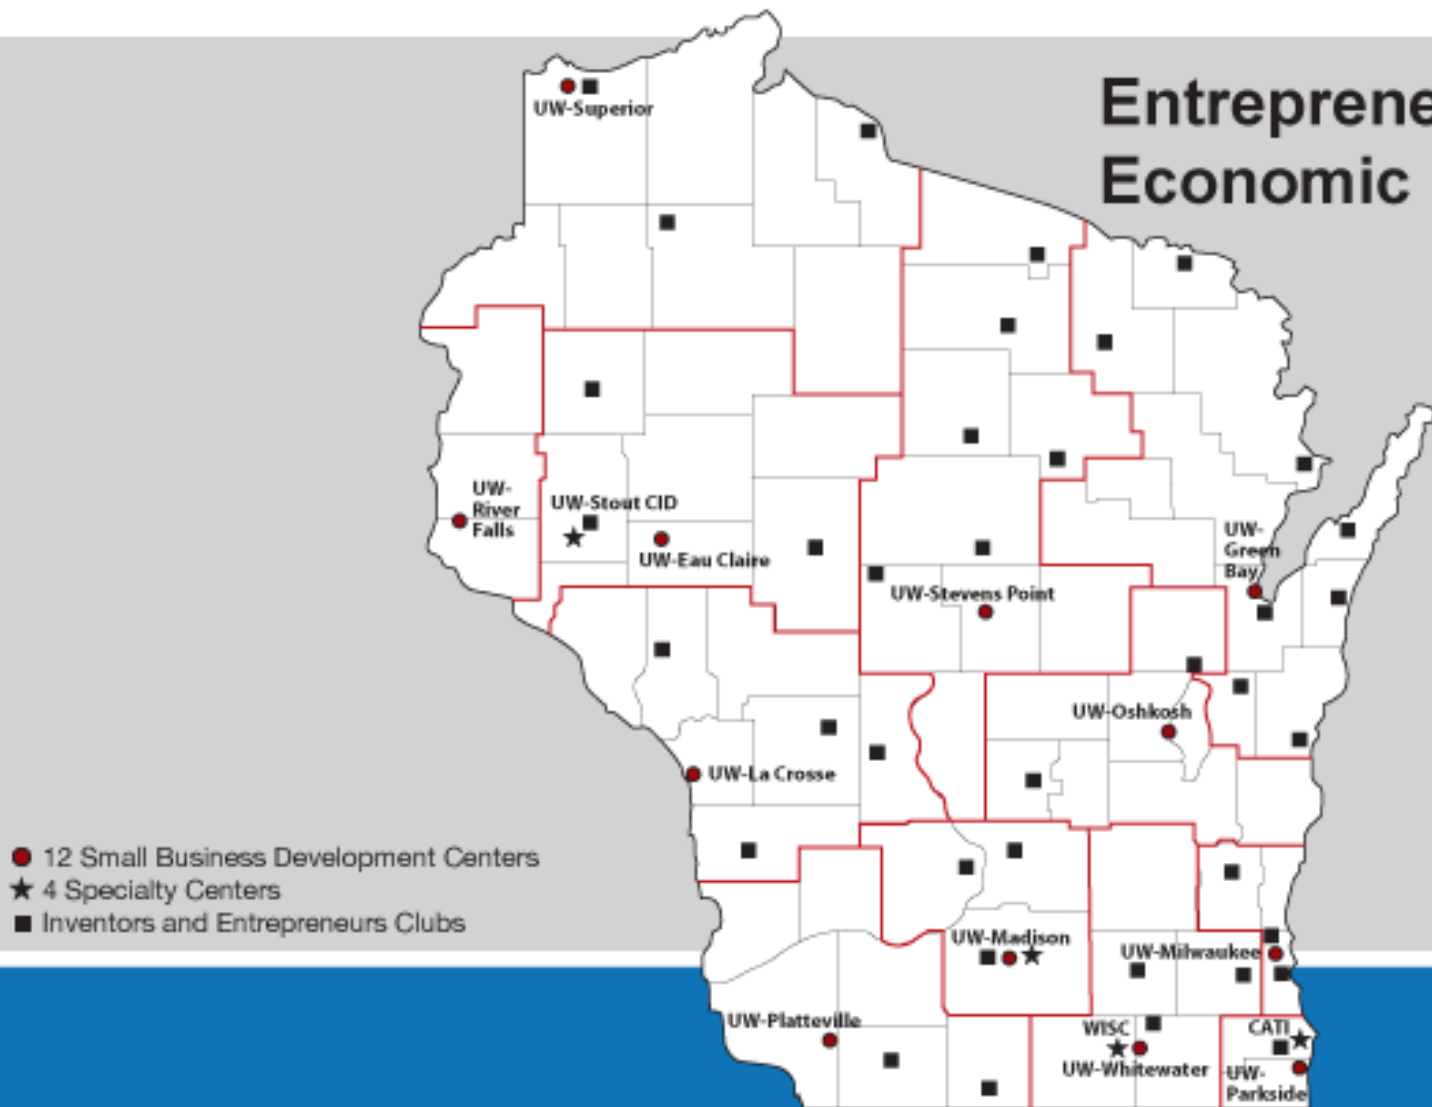 Entreprene
Economic
UW-Superior
UW-
River
Falls
UW-Stout CID
UW-Eau Claire
UW-Stevens Point
UW-
Green
Bay
UW-Oshkosh
UW-La Crosse
12 Small Business Development Centers
4 Specialty Centers
Inventors and Entrepreneurs Clubs
UW-Madison
UW-Milwaukee
UW-Platteville
WISC
UW-Whitewater
CATI
UW-
Parkside